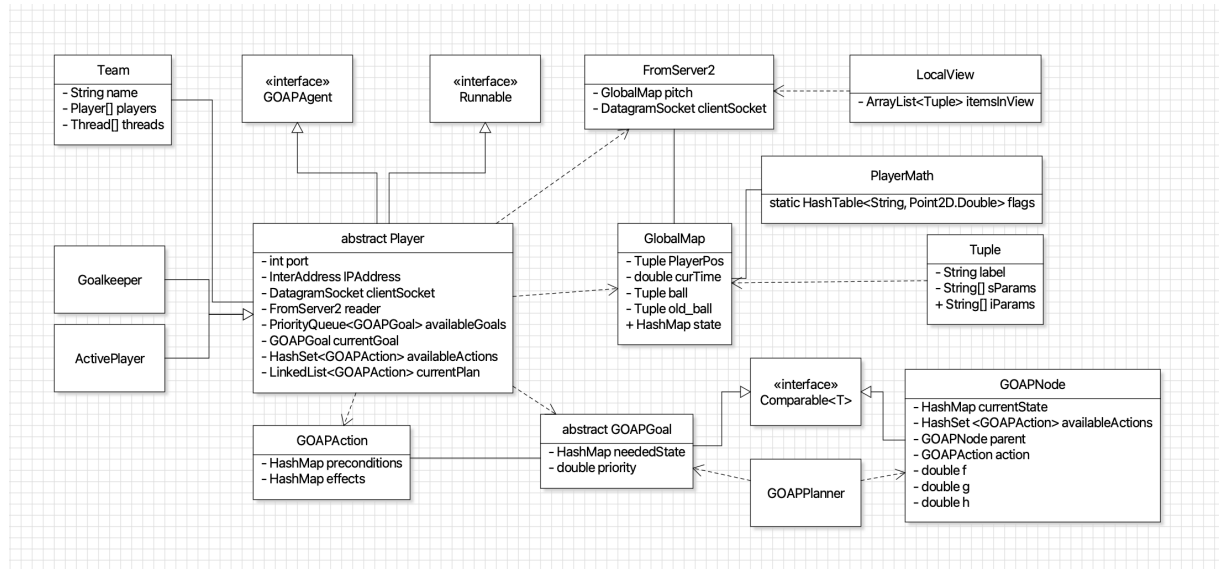 Team
- String name
- Player[] players
- Thread[] threads
«interface»
GOAPAgent
«interface»
Runnable
FromServer2
- GlobalMap pitch
- DatagramSocket clientSocket
LocalView
- ArrayList<Tuple> itemsInView
PlayerMath
static HashTable<String, Point2D.Double> flags
abstract Player
- int port
- InterAddress IPAddress
- DatagramSocket clientSocket
- FromServer2 reader
- PriorityQueue<GOAPGoal> availableGoals
- GOAPGoal currentGoal
- HashSet<GOAPAction> availableActions
- LinkedList<GOAPAction> currentPlan
GlobalMap
- Tuple PlayerPos
- double curTime
- Tuple ball
- Tuple old_ball
+ HashMap state
Tuple
- String label
- String[] sParams
+ String[] iParams
Goalkeeper
ActivePlayer
«interface»
Comparable<T>
GOAPNode
- HashMap currentState
- HashSet <GOAPAction> availableActions
- GOAPNode parent
- GOAPAction action
- double f
- double g
- double h
GOAPAction
- HashMap preconditions
- HashMap effects
abstract GOAPGoal
- HashMap neededState
- double priority
GOAPPlanner